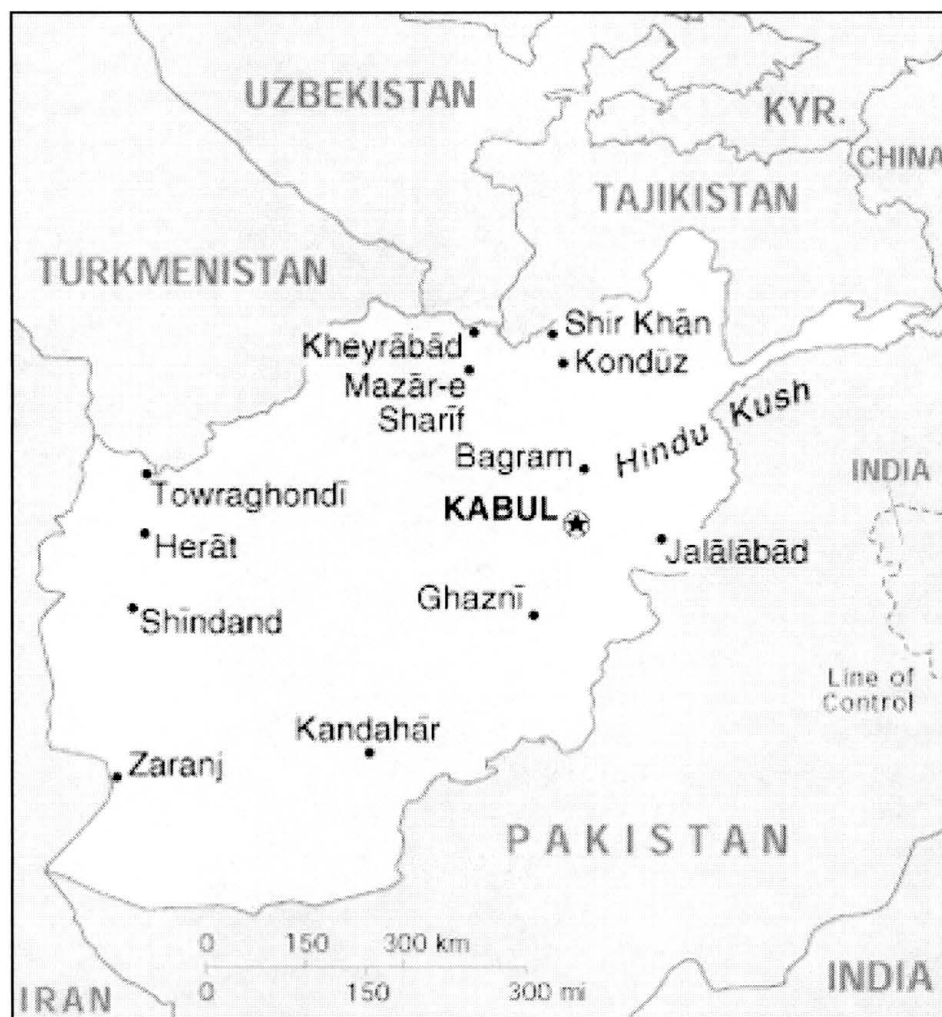 UZBEKISTAN
KYR.
CHINA
TAJIKISTAN
TURKMENISTAN
Shir Khān
Kheyrābād
Kondūz
Mazār-e
Sharīf
Hindu Kush
Bagram
INDIA
Towraghondī
KABUL
Herāt
Jalālābād
Ghaznī
Shīndand
Line of
Control
Kandahār
Zaranj
PAKISTAN
0 150 300 km
0 150 300 mi
IRAN
INDIA